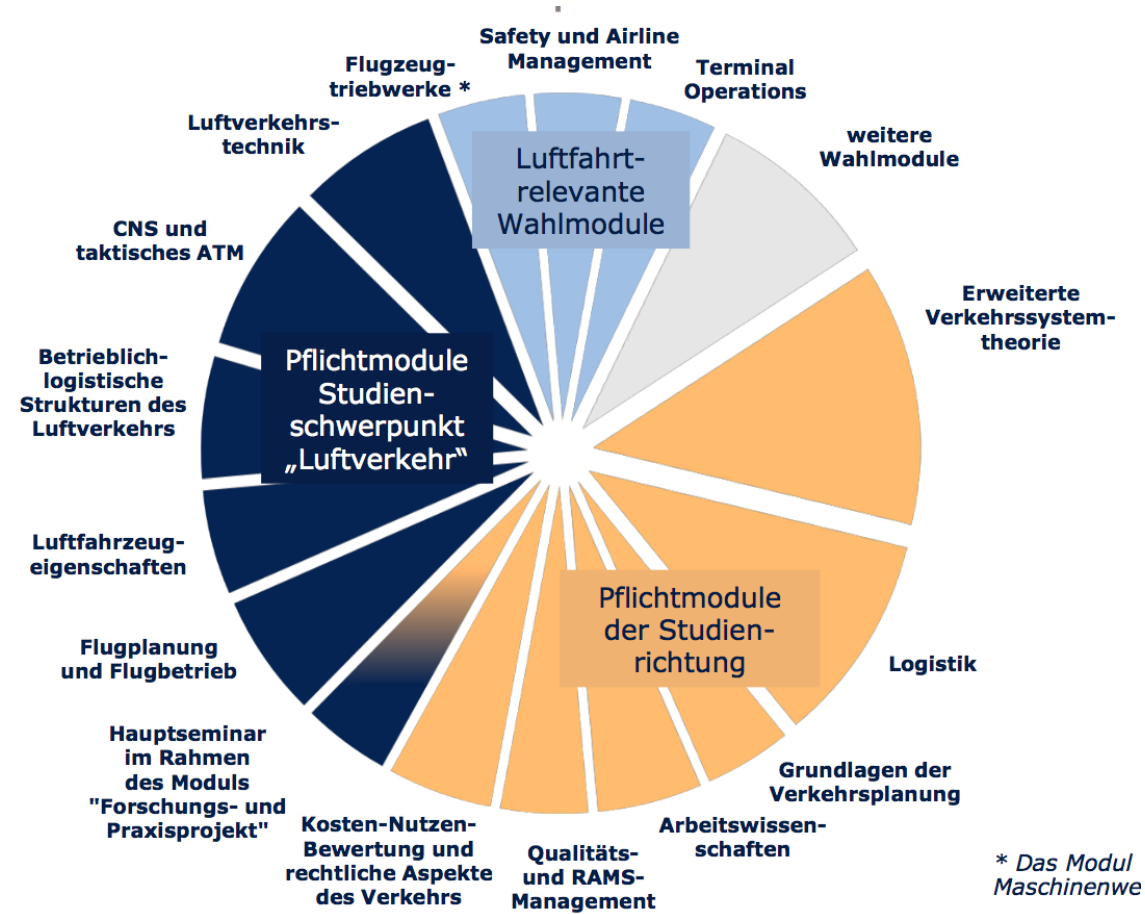 Safety und Airline
Management
Flugzeug-
triebwerke *
Terminal
Operations
Luftverkehrs-
technik
weitere
Wahlmodule
Luftfahrt-
relevante
Wahlmodule
CNS und
taktisches ATM
Erweiterte
Verkehrssystem-
theorie
Betrieblich-
logistische
Strukturen des
Luftverkehrs
Pflichtmodule
Studien-
schwerpunkt
„Luftverkehr“
Luftfahrzeug-
eigenschaften
Pflichtmodule
der Studien-
richtung
Flugplanung
und Flugbetrieb
Logistik
Hauptseminar
im Rahmen
des Moduls
"Forschungs- und
Praxisprojekt"
Grundlagen der
Verkehrsplanung
Kosten-Nutzen-
Bewertung und
rechtliche Aspekte
des Verkehrs
Qualitäts-
und RAMS-
Management
Arbeitswissen-
schaften
* Das Modul
Maschinenwe